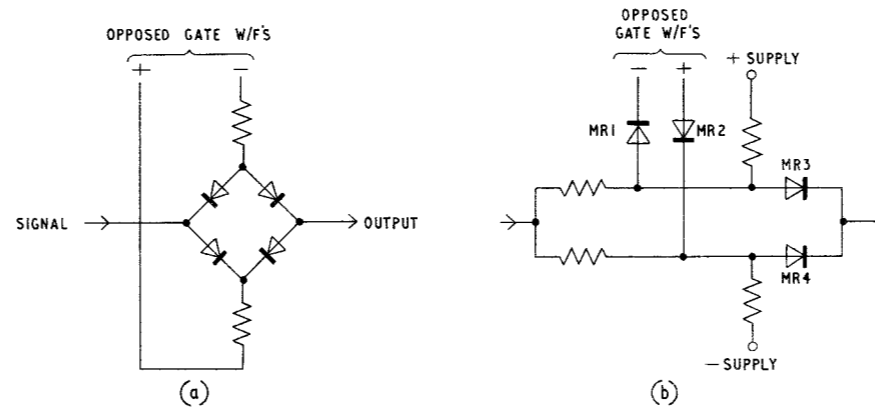 OPPOSED GATE W/F'S
+ −
SIGNAL
OUTPUT
(a)
OPPOSED
GATE W/F'S
− +
+ SUPPLY
MR1
MR2
MR3
MR4
− SUPPLY
(b)